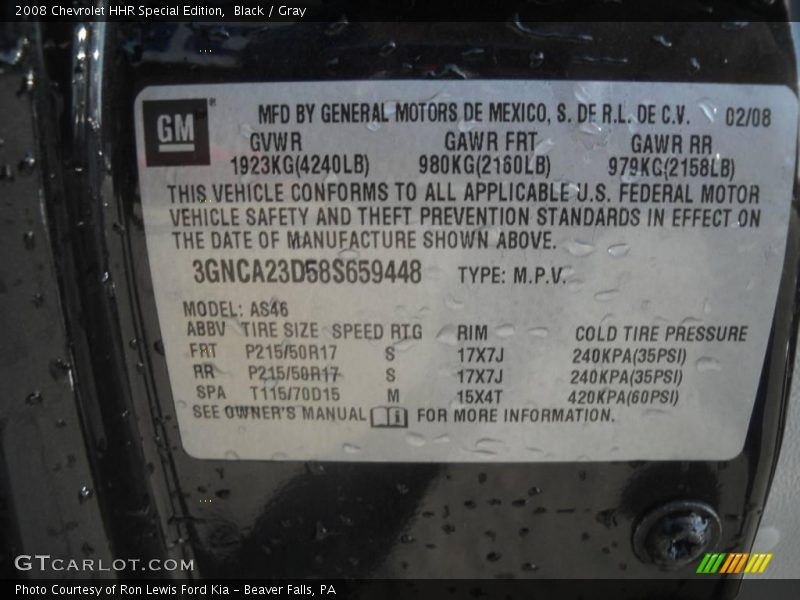 2008 Chevrolet HHR Special Edition,  Black / Gray
GM®
MFD BY GENERAL MOTORS DE MEXICO, S. DE R.L. DE C.V. 02/08
GVWR GAWR FRT GAWR RR
1923KG(4240LB) 980KG(2160LB) 979KG(2158LB)
THIS VEHICLE CONFORMS TO ALL APPLICABLE U.S. FEDERAL MOTOR
VEHICLE SAFETY AND THEFT PREVENTION STANDARDS IN EFFECT ON
THE DATE OF MANUFACTURE SHOWN ABOVE.
3GNCA23D58S659448 TYPE: M.P.V.
MODEL: AS46
ABBV TIRE SIZE SPEED RTG RIM COLD TIRE PRESSURE
FRT P215/50R17 S 17X7J 240KPA(35PSI)
RR P215/50R17 S 17X7J 240KPA(35PSI)
SPA T115/70D15 M 15X4T 420KPA(60PSI)
SEE OWNER'S MANUAL FOR MORE INFORMATION.
GTCARLOT.COM
Photo Courtesy of Ron Lewis Ford Kia - Beaver Falls, PA